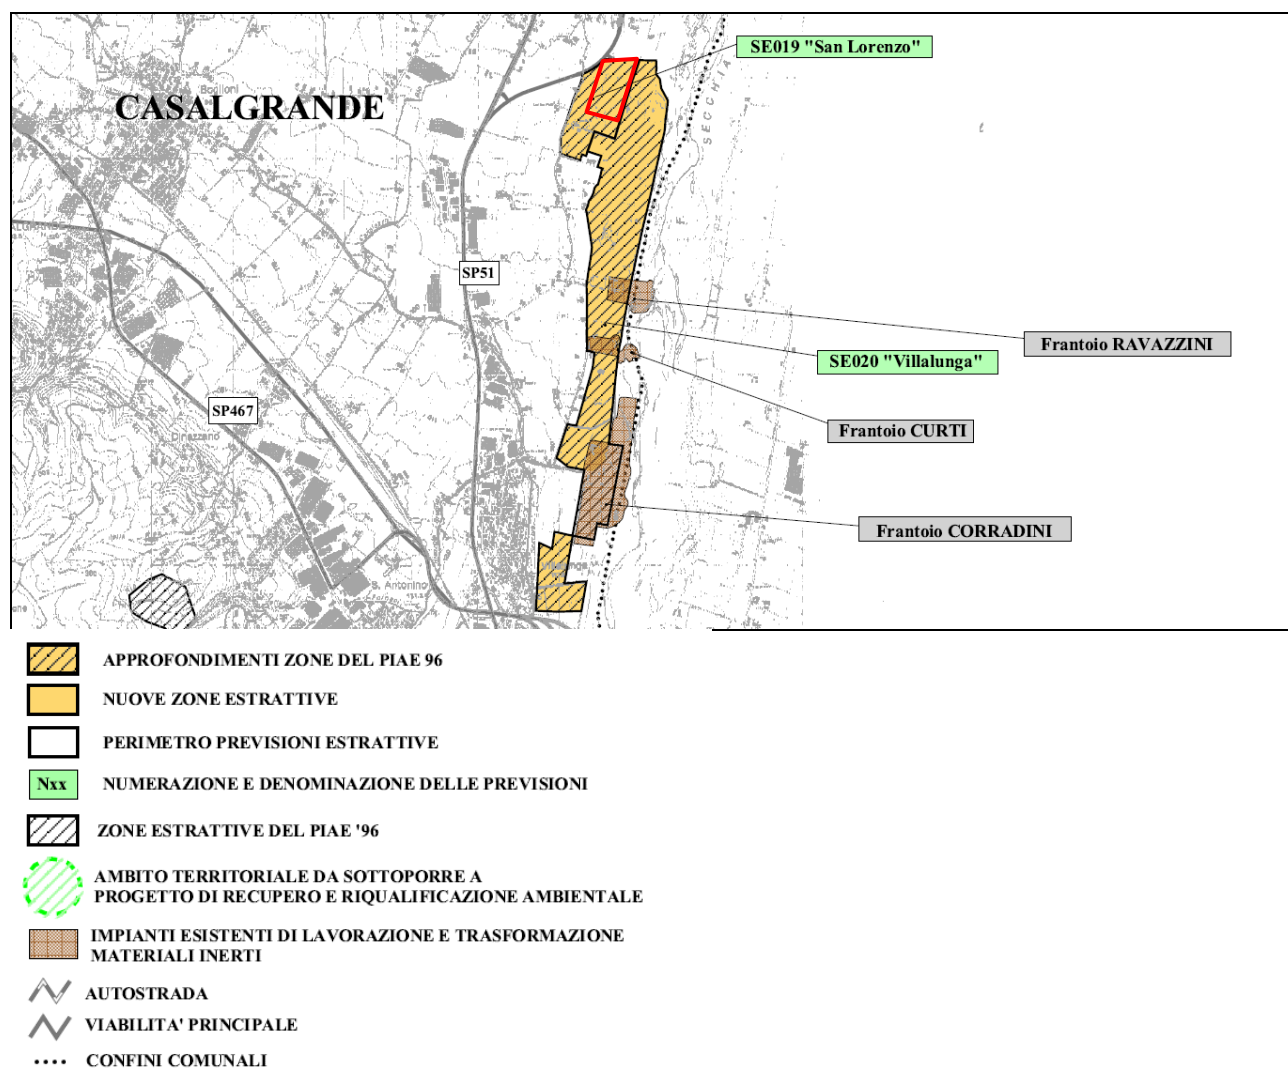 SE019 "San Lorenzo"
Boglioni
CASALGRANDE
SECCHIA
SP51
Frantoio RAVAZZINI
SE020 "Villalunga"
SP467
Frantoio CURTI
Dinazzano
Frantoio CORRADINI
S. Antonino
APPROFONDIMENTI ZONE DEL PIAE 96
NUOVE ZONE ESTRATTIVE
PERIMETRO PREVISIONI ESTRATTIVE
Nxx NUMERAZIONE E DENOMINAZIONE DELLE PREVISIONI
ZONE ESTRATTIVE DEL PIAE '96
AMBITO TERRITORIALE DA SOTTOPORRE A
PROGETTO DI RECUPERO E RIQUALIFICAZIONE AMBIENTALE
IMPIANTI ESISTENTI DI LAVORAZIONE E TRASFORMAZIONE
MATERIALI INERTI
AUTOSTRADA
VIABILITA' PRINCIPALE
CONFINI COMUNALI